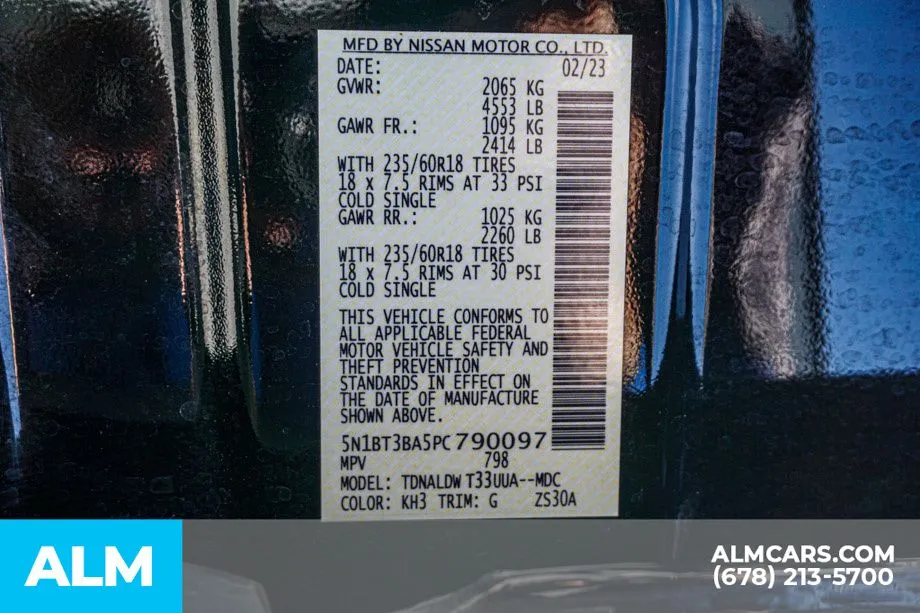 MFD BY NISSAN MOTOR CO., LTD.
DATE: 02/23
GVWR: 2065 KG
4553 LB
GAWR FR.: 1095 KG
2414 LB
WITH 235/60R18 TIRES
18 x 7.5 RIMS AT 33 PSI
COLD SINGLE
GAWR RR.: 1025 KG
2260 LB
WITH 235/60R18 TIRES
18 x 7.5 RIMS AT 30 PSI
COLD SINGLE
THIS VEHICLE CONFORMS TO
ALL APPLICABLE FEDERAL
MOTOR VEHICLE SAFETY AND
THEFT PREVENTION
STANDARDS IN EFFECT ON
THE DATE OF MANUFACTURE
SHOWN ABOVE.
5N1BT3BA5PC790097
MPV 798
MODEL: TDNALDW T33UUA--MDC
COLOR: KH3 TRIM: G ZS30A
ALM
ALMCARS.COM
(678) 213-5700